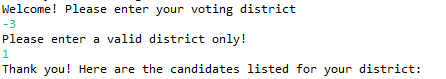 Welcome! Please enter your voting district
-3
Please enter a valid district only!
1
Thank you! Here are the candidates listed for your district: